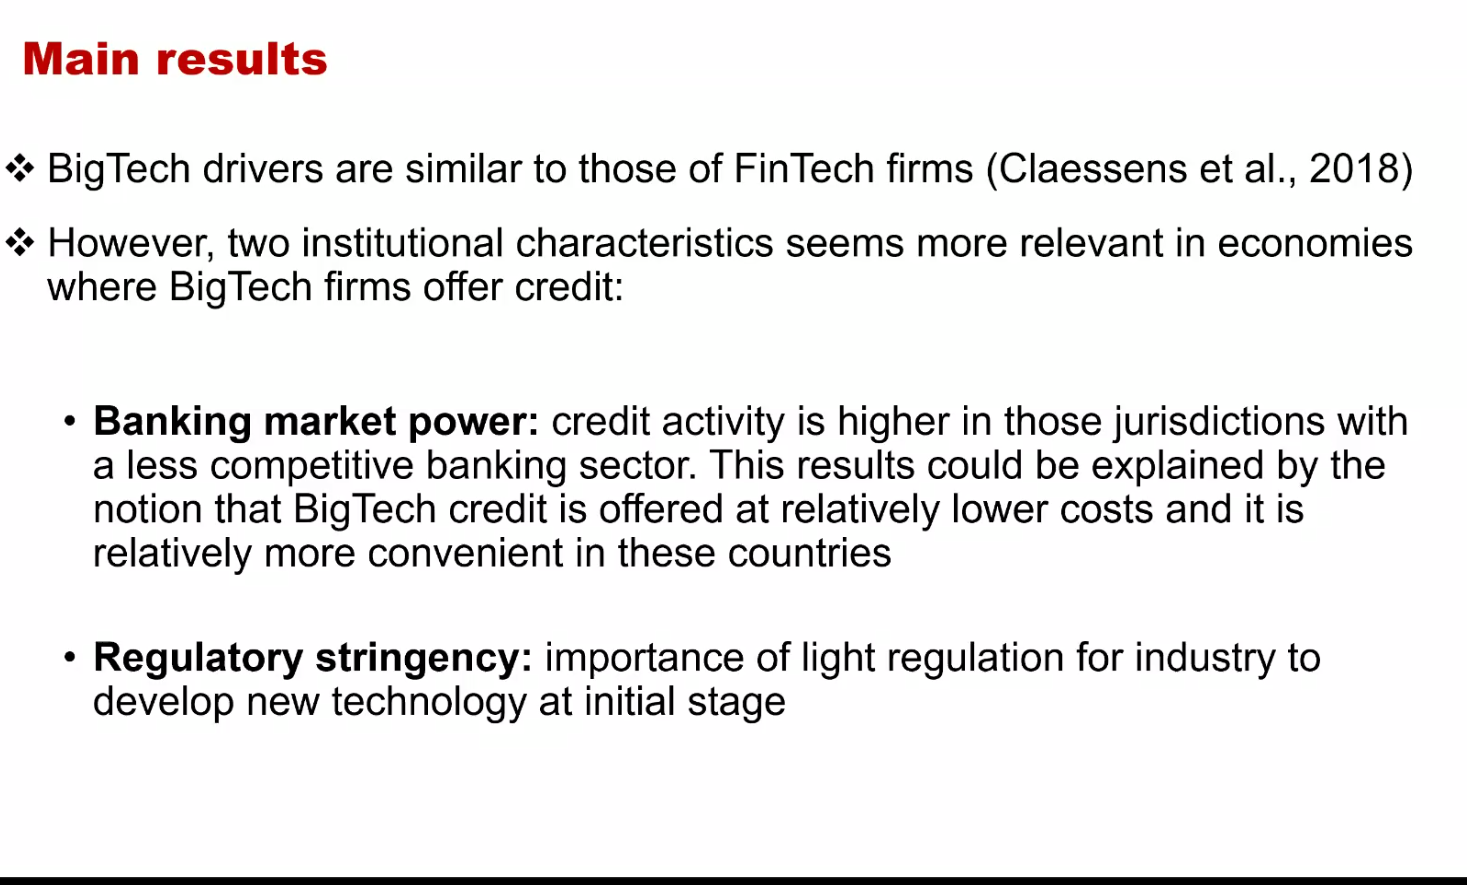 Main results
❖ BigTech drivers are similar to those of FinTech firms (Claessens et al., 2018)
❖ However, two institutional characteristics seems more relevant in economies
where BigTech firms offer credit:
• Banking market power: credit activity is higher in those jurisdictions with
a less competitive banking sector. This results could be explained by the
notion that BigTech credit is offered at relatively lower costs and it is
relatively more convenient in these countries
• Regulatory stringency: importance of light regulation for industry to
develop new technology at initial stage